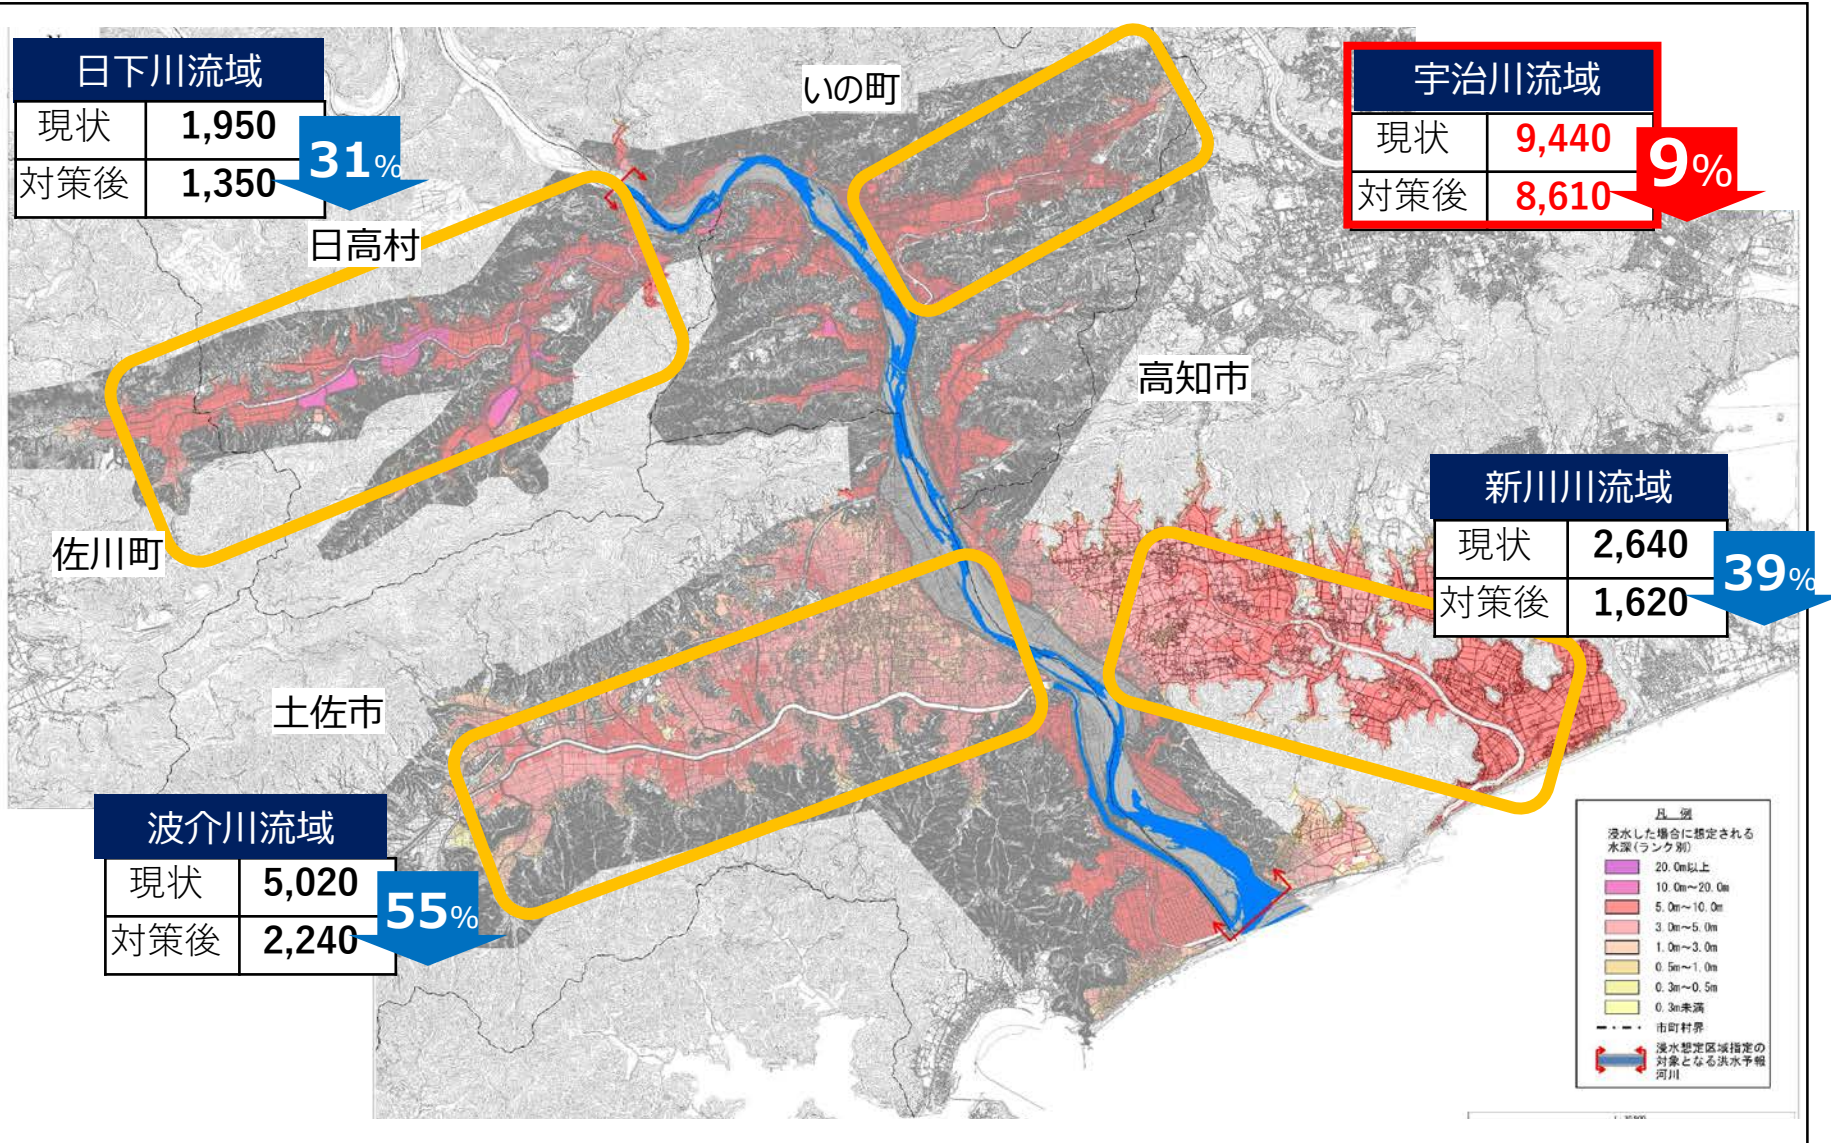 日下川流域
現状 1,950
対策後 1,350
31%
いの町
宇治川流域
現状 9,440
対策後 8,610
9%
日高村
高知市
佐川町
新川川流域
現状 2,640
対策後 1,620
39%
土佐市
波介川流域
現状 5,020
対策後 2,240
55%
凡 例
浸水した場合に想定される
水深(ランク別)
20.0m以上
10.0m～20.0m
5.0m～10.0m
3.0m～5.0m
1.0m～3.0m
0.5m～1.0m
0.3m～0.5m
0.3m未満
市町村界
浸水想定区域指定の
対象となる洪水予報
河川